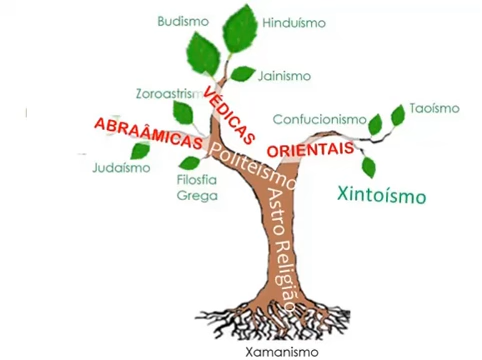 Budismo
Hinduísmo
Jainismo
Zoroastrism
VÉDICAS
Confucionismo
Taoísmo
ABRAÂMICAS
ORIENTAIS
Politeísmo
Judaísmo
Filosfia
Grega
Xintoísmo
Astro Religião
Xamanismo